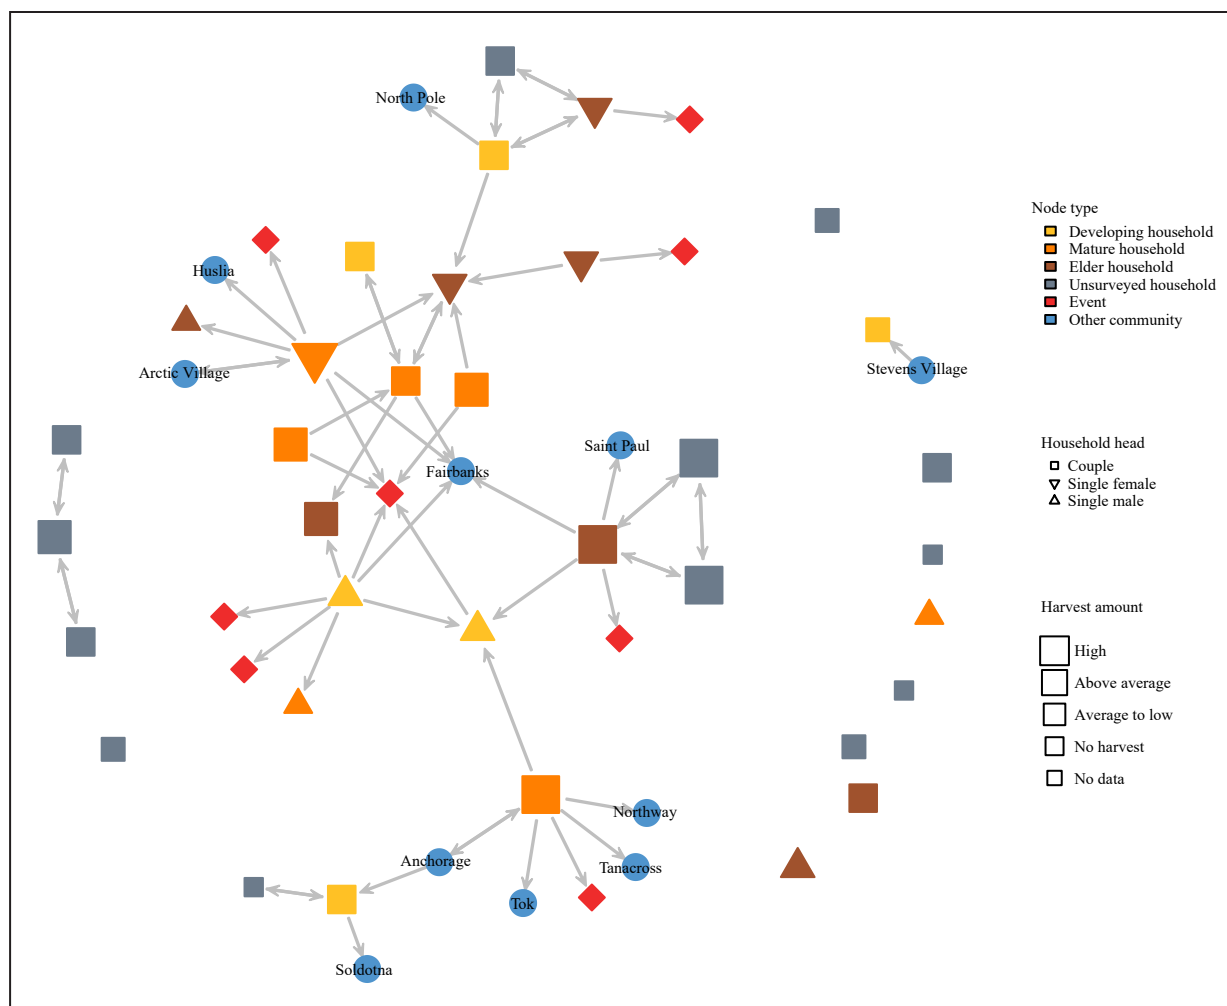 North Pole
Huslia
Arctic Village
Stevens Village
Saint Paul
Fairbanks
Northway
Anchorage
Tanacross
Tok
Soldotna
Node type
Developing household
Mature household
Elder household
Unsurveyed household
Event
Other community
Household head
Couple
Single female
Single male
Harvest amount
High
Above average
Average to low
No harvest
No data